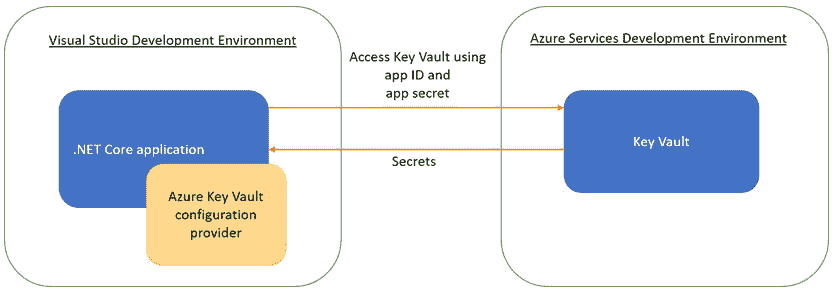 Visual Studio Development Environment
Access Key Vault using
app ID and
app secret
.NET Core application
Azure Key Vault
configuration
provider
Secrets
Azure Services Development Environment
Key Vault